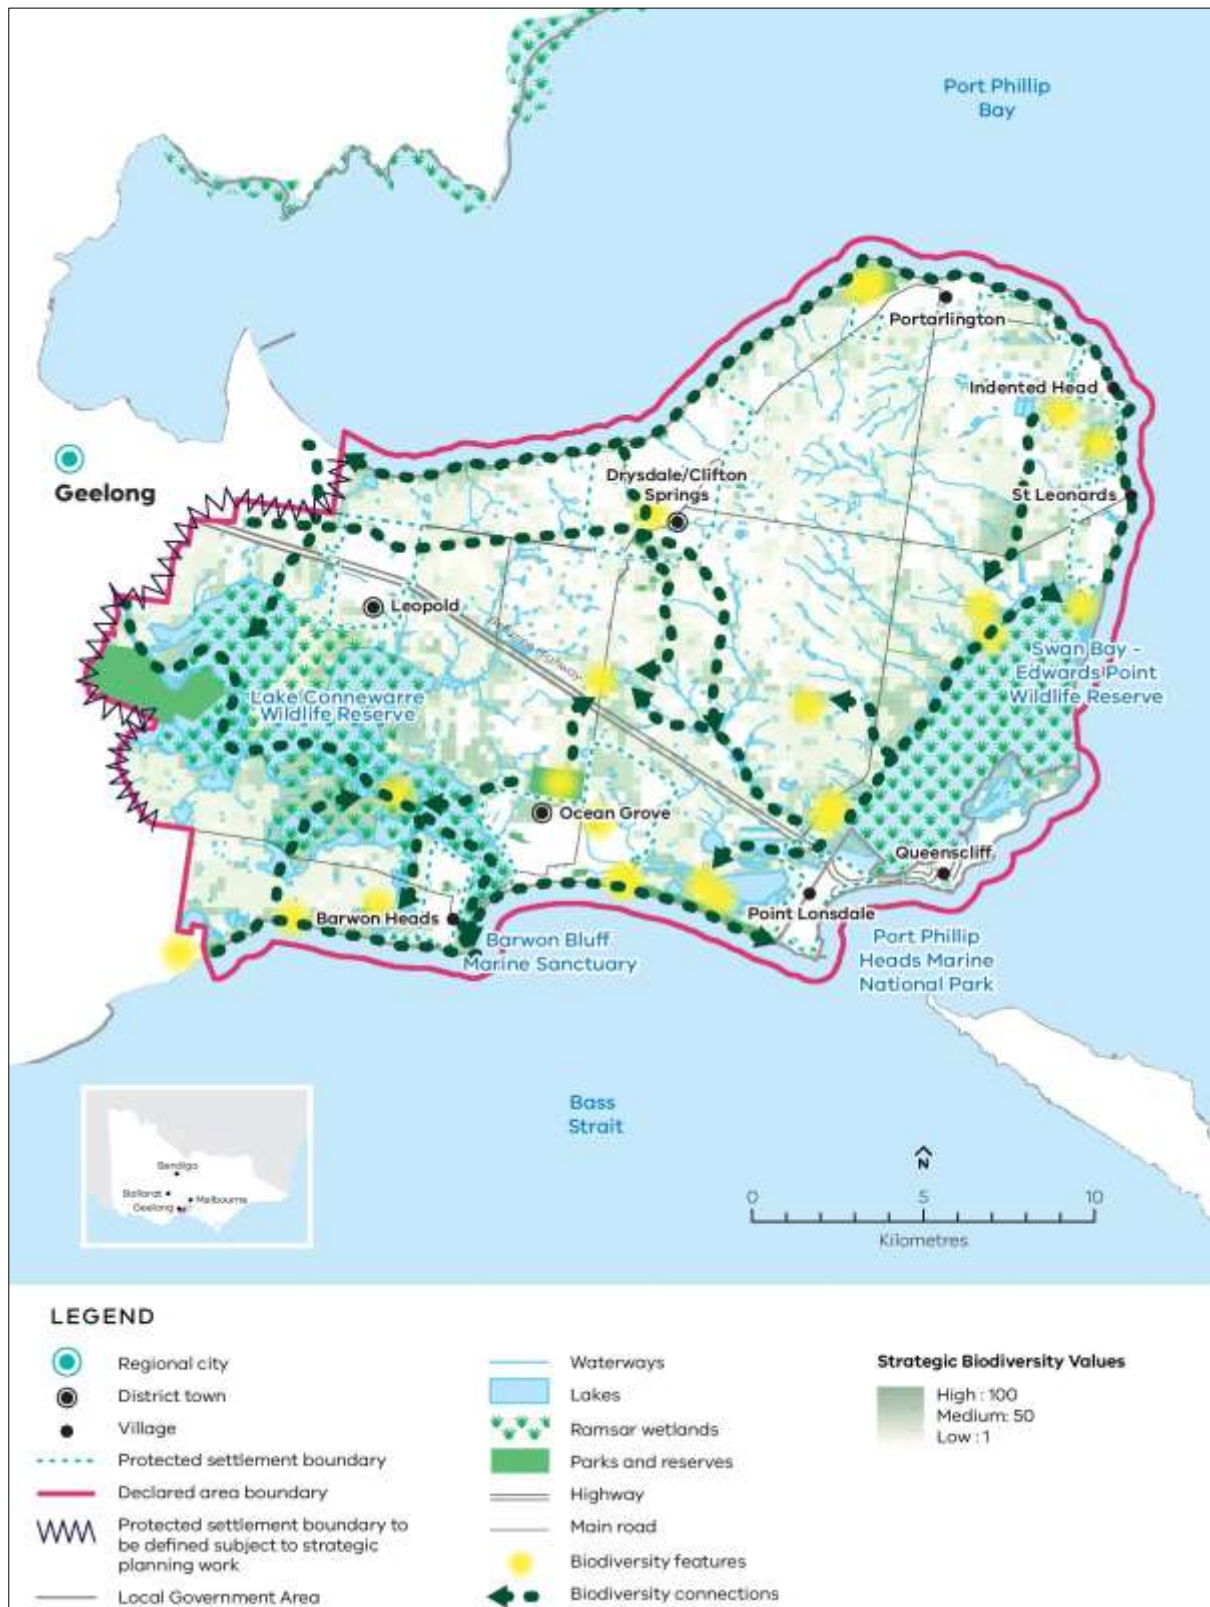 Port Phillip
Bay
Portarlington
Indented Head
Geelong
Drysdale/Clifton
Springs
St Leonards
Leopold
Highway
Swan Bay -
Edwards Point
Wildlife Reserve
Lake Connewarre
Wildlife Reserve
Ocean Grove
Queenscliff
Point Lonsdale
Barwon Heads
Barwon Bluff
Marine Sanctuary
Port Phillip
Heads Marine
National Park
Bass
Strait
Bendigo
Ballarat
Melbourne
Geelong
N
0 5 10
Kilometres
LEGEND
Regional city
District town
Village
Protected settlement boundary
Declared area boundary
Protected settlement boundary to
be defined subject to strategic
planning work
Local Government Area
Waterways
Lakes
Ramsar wetlands
Parks and reserves
Highway
Main road
Biodiversity features
Biodiversity connections
Strategic Biodiversity Values
High : 100
Medium: 50
Low : 1